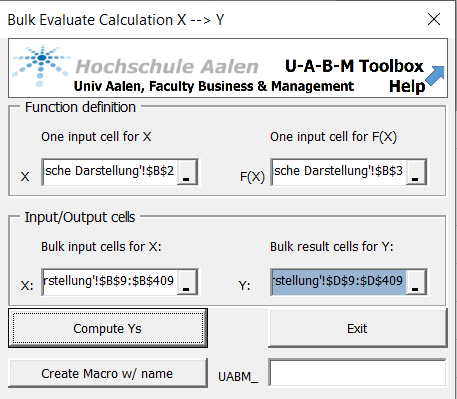 Bulk Evaluate Calculation X --> Y
Hochschule Aalen U-A-B-M Toolbox
Univ Aalen, Faculty Business & Management Help
Function definition
One input cell for X One input cell for F(X)
X ische Darstellung'!$B$2 _ F(X) sche Darstellung'!$B$3 _
Input/Output cells
Bulk input cells for X: Bulk result cells for Y:
X: rstellung'!$B$9:$B$409 _ Y: rstellung'!$D$9:$D$409 _
Compute Ys Exit
Create Macro w/ name UABM_